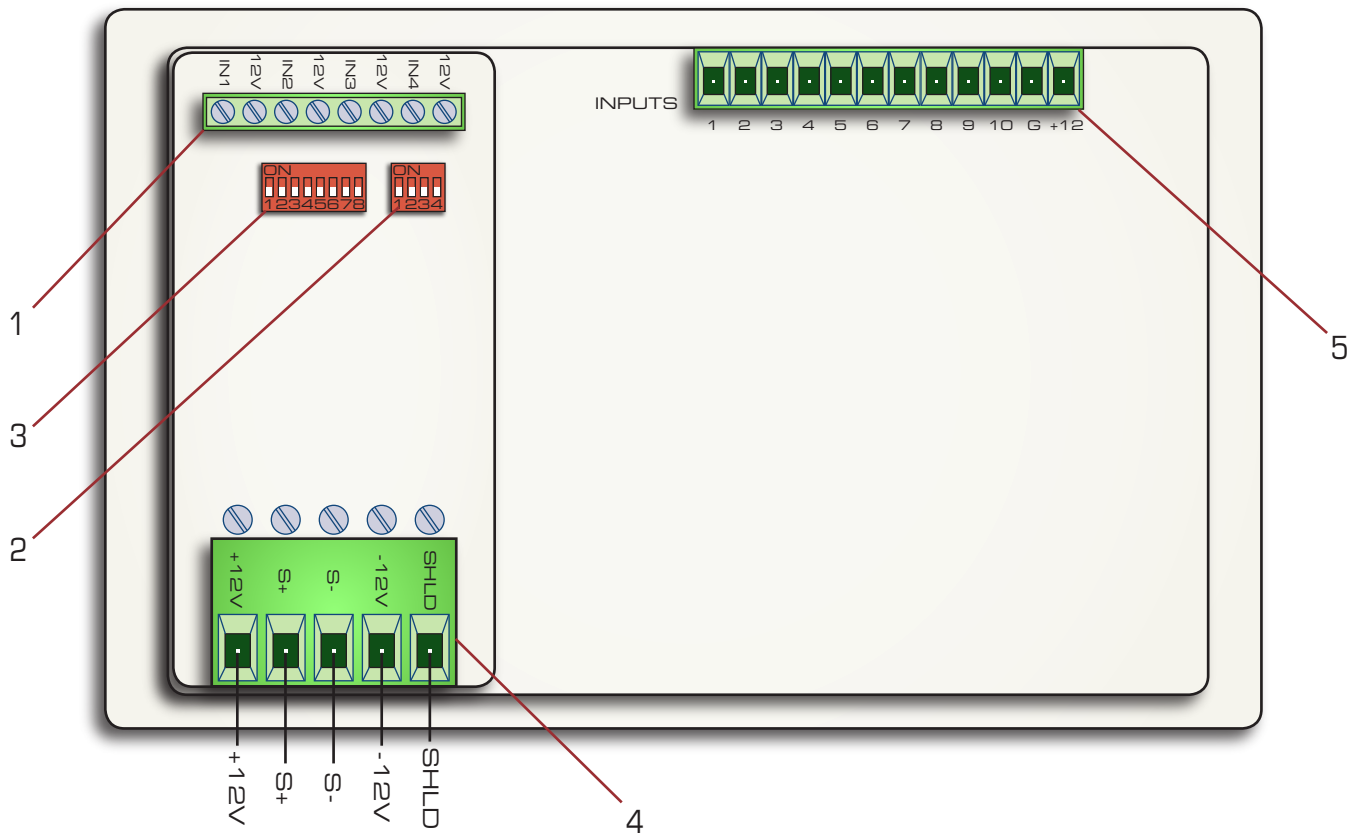 IN1 12V IN2 12V IN3 12V IN4 12V
INPUTS
1 2 3 4 5 6 7 8 9 10 G +12
ON
12345678
ON
1234
1
5
3
2
+12V S+ S- -12V SHLD
+12V S+ S- -12V SHLD
4